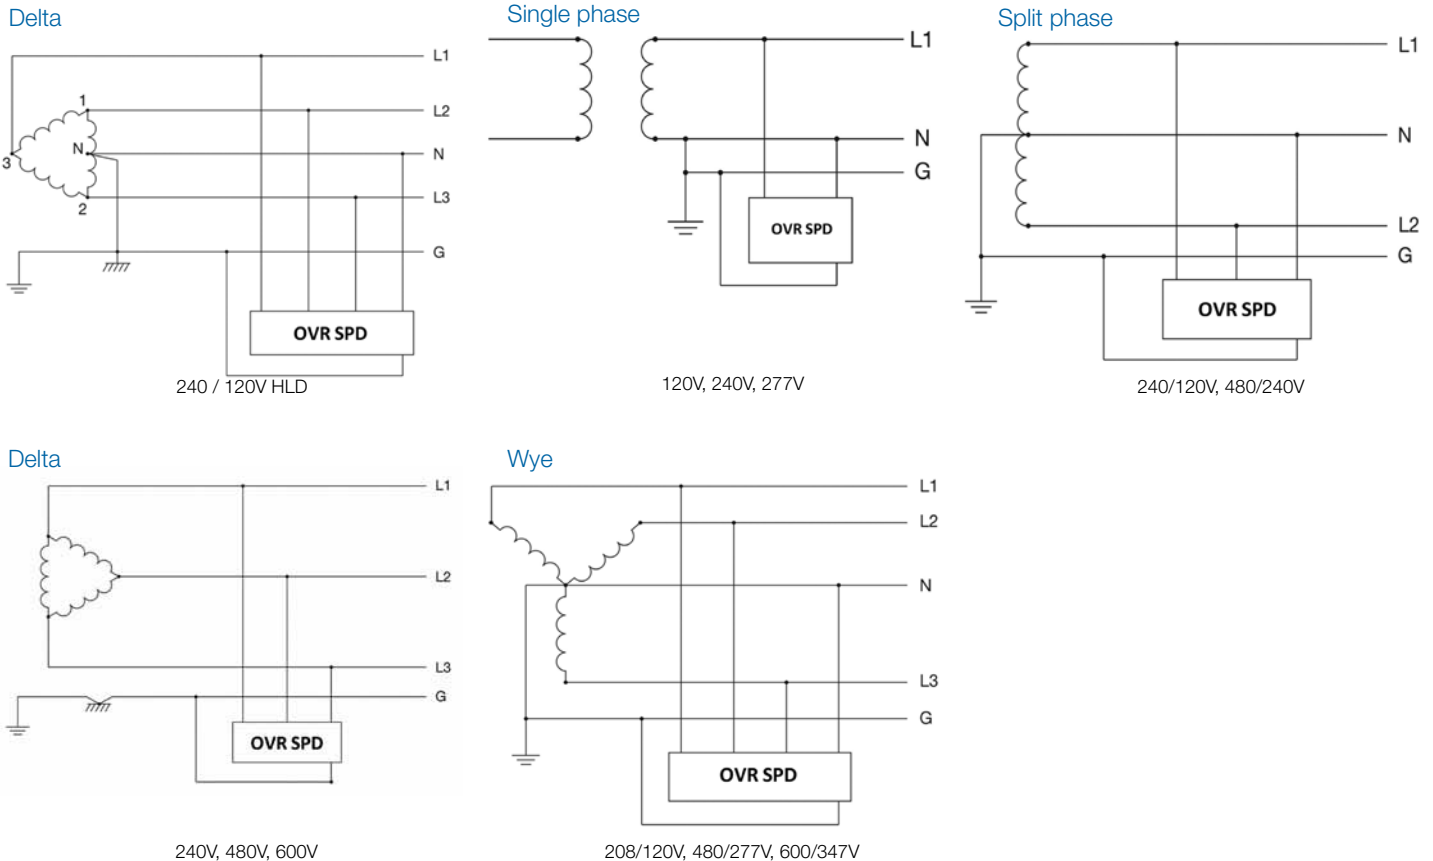 Delta
L1
1
L2
N
N
3
L3
2
G
OVR SPD
240 / 120V HLD
Single phase
L1
N
G
OVR SPD
120V, 240V, 277V
Split phase
L1
N
L2
G
OVR SPD
240/120V, 480/240V
Delta
L1
L2
L3
G
OVR SPD
240V, 480V, 600V
Wye
L1
L2
N
L3
G
OVR SPD
208/120V, 480/277V, 600/347V